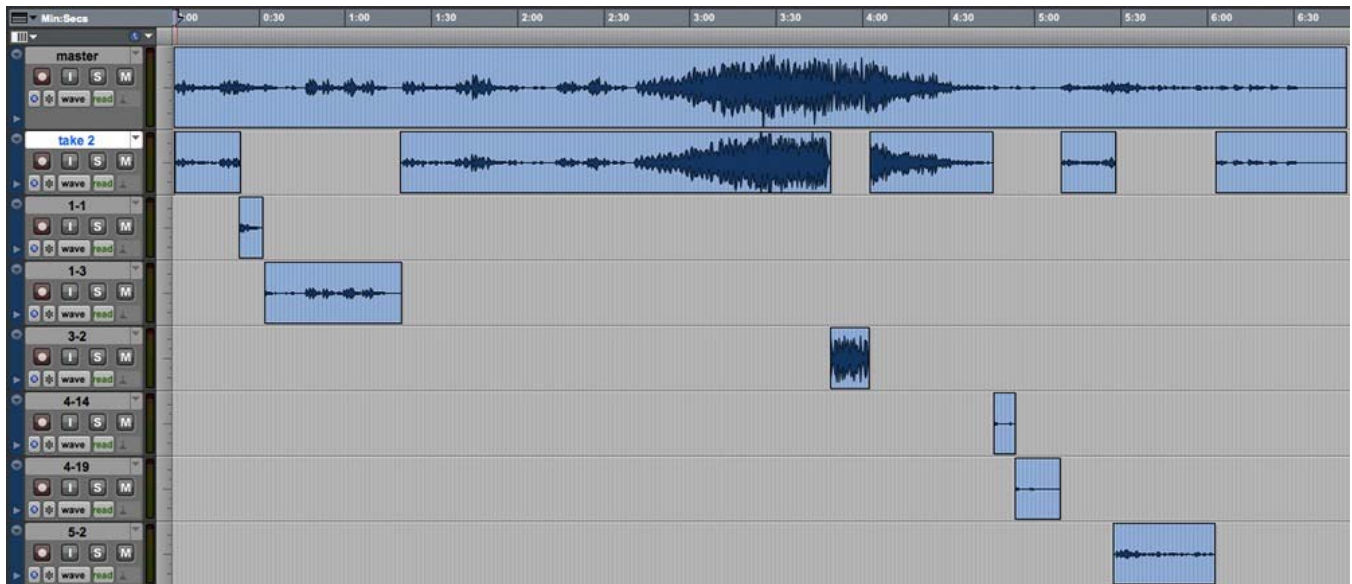 Min:Secs 0:00 0:30 1:00 1:30 2:00 2:30 3:00 3:30 4:00 4:30 5:00 5:30 6:00 6:30
master
I S M
wave read
take 2
I S M
wave read
1-1
I S M
wave read
1-3
I S M
wave read
3-2
I S M
wave read
4-14
I S M
wave read
4-19
I S M
wave read
5-2
I S M
wave read